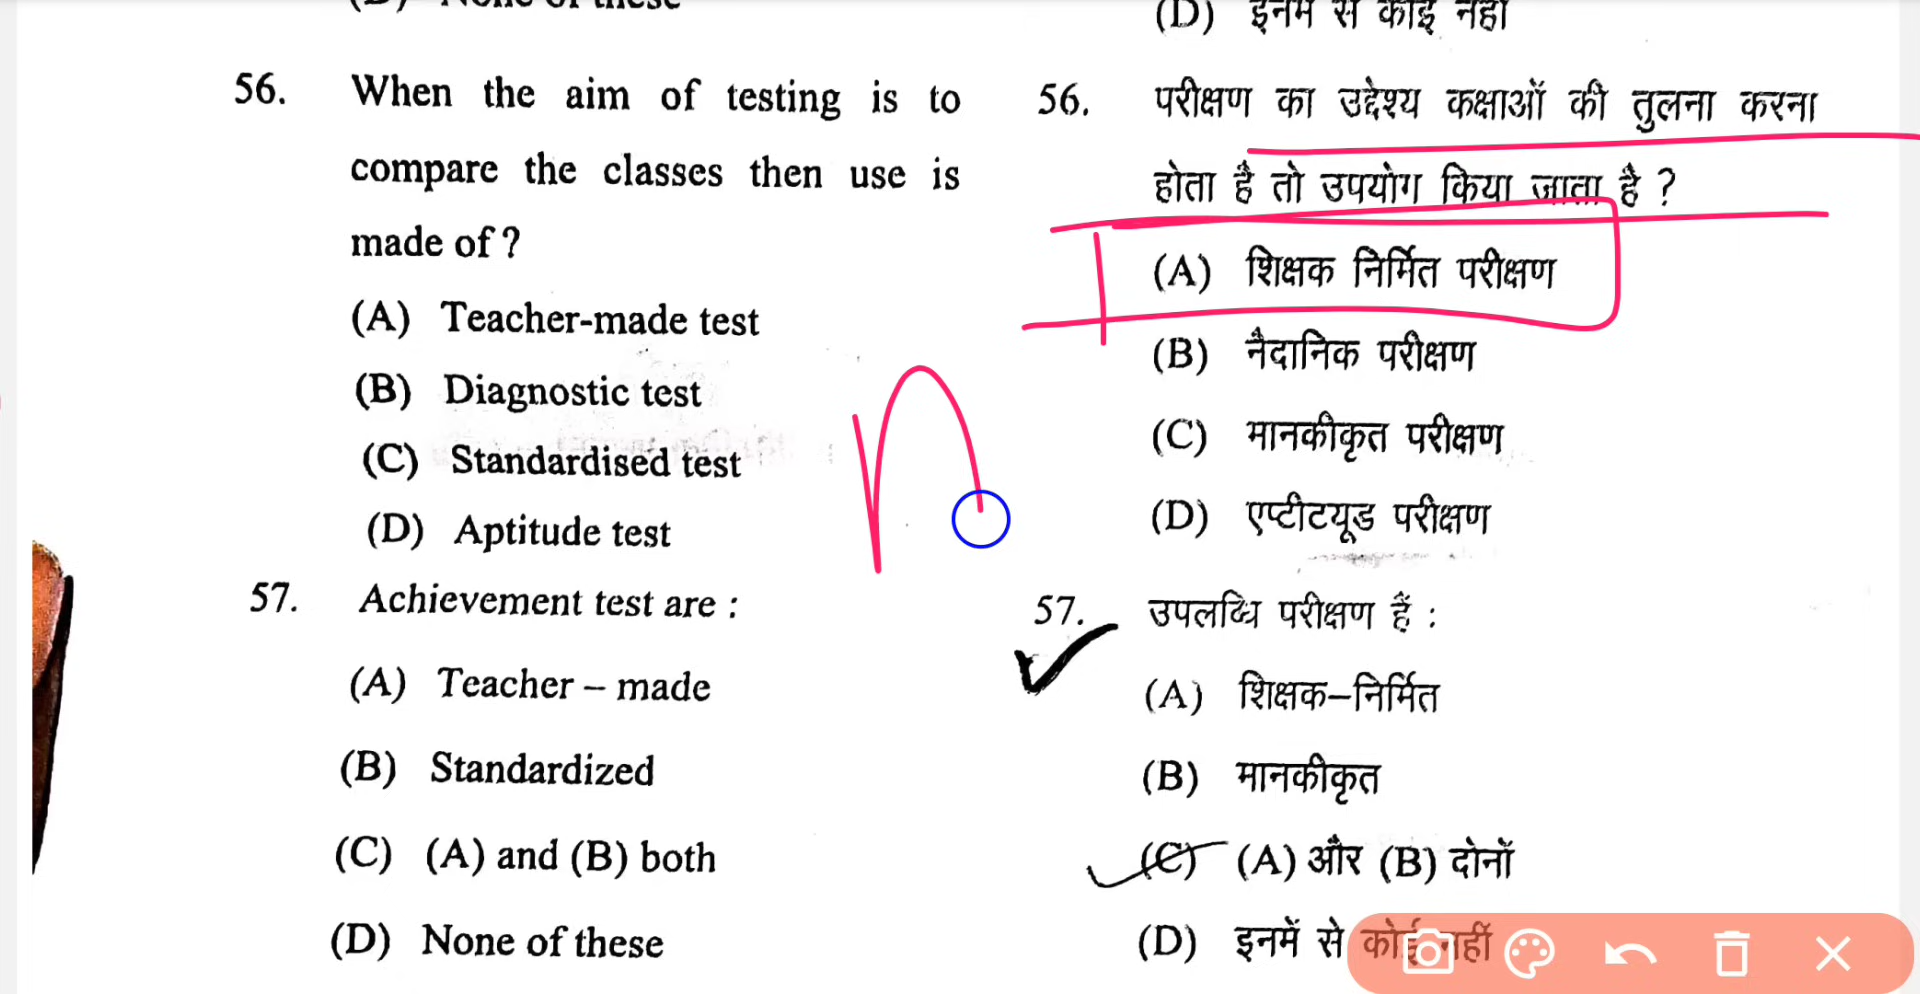 56. When the aim of testing is to
compare the classes then use is
made of ?
(A) Teacher-made test
(B) Diagnostic test
(C) Standardised test
(D) Aptitude test
57. Achievement test are :
(A) Teacher – made
(B) Standardized
(C) (A) and (B) both
(D) None of these
(D) इनमें से कोई नहीं
56. परीक्षण का उद्देश्य कक्षाओं की तुलना करना
होता है तो उपयोग किया जाता है ?
(A) शिक्षक निर्मित परीक्षण
(B) नैदानिक परीक्षण
(C) मानकीकृत परीक्षण
(D) एप्टीटयूड परीक्षण
57. उपलब्धि परीक्षण हैं :
(A) शिक्षक–निर्मित
(B) मानकीकृत
(C) (A) और (B) दोनों
(D) इनमें से कोई नहीं